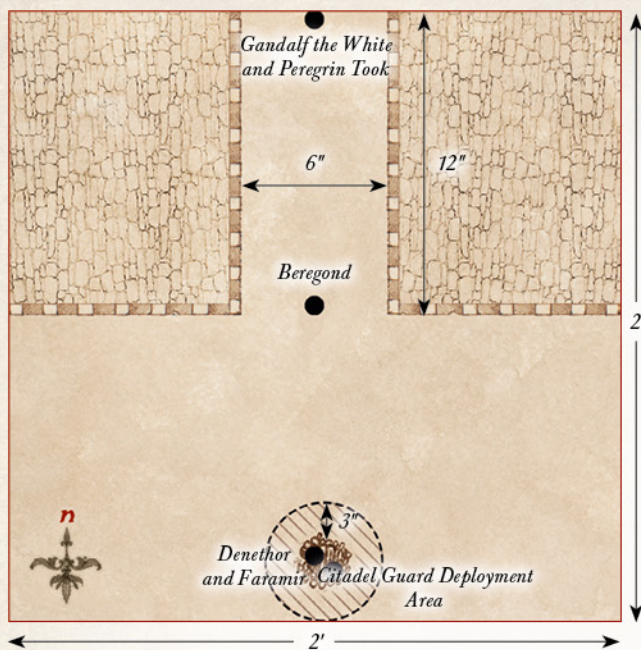 Gandalf the White
and Peregrin Took
6"
12"
Beregond
2
n
3"
Denethor
and Faramir
Citadel Guard Deployment
Area
2'